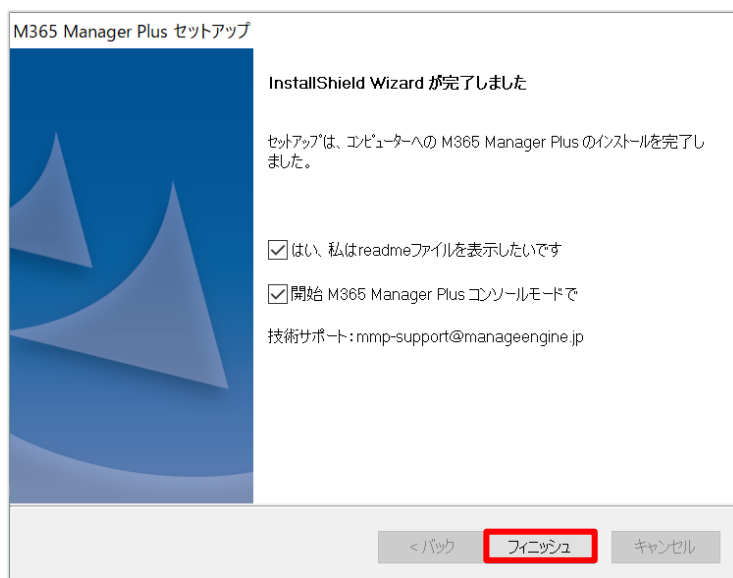 M365 Manager Plus セットアップ
InstallShield Wizard が完了しました
セットアップは、コンピューターへの M365 Manager Plus のインストールを完了し
ました。
はい、私はreadmeファイルを表示したいです
開始 M365 Manager Plus コンソールモードで
技術サポート：mmp-support@manageengine.jp
< バック
フィニッシュ
キャンセル